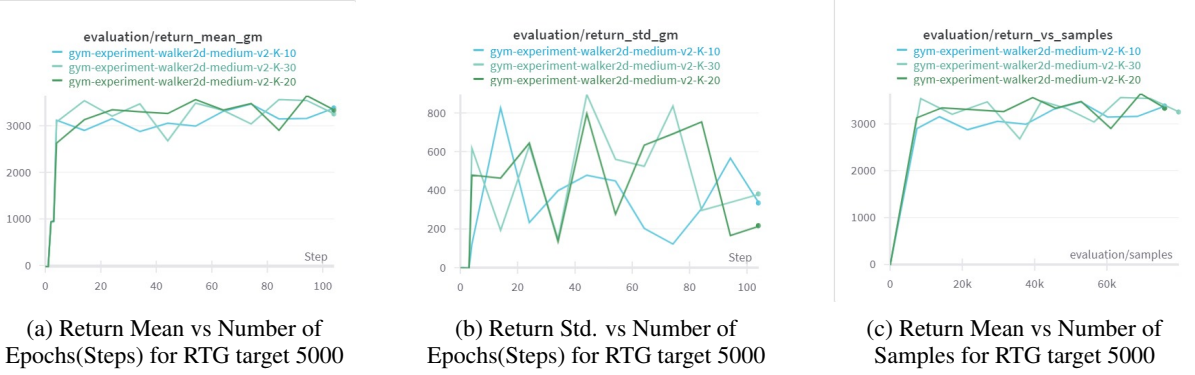 evaluation/return_mean_gm
gym-experiment-walker2d-medium-v2-K-10
gym-experiment-walker2d-medium-v2-K-30
gym-experiment-walker2d-medium-v2-K-20
3000
2000
1000
0
Step
0 20 40 60 80 100
(a) Return Mean vs Number of
Epochs(Steps) for RTG target 5000
evaluation/return_std_gm
gym-experiment-walker2d-medium-v2-K-10
gym-experiment-walker2d-medium-v2-K-30
gym-experiment-walker2d-medium-v2-K-20
800
600
400
200
0
Step
0 20 40 60 80 100
(b) Return Std. vs Number of
Epochs(Steps) for RTG target 5000
evaluation/return_vs_samples
gym-experiment-walker2d-medium-v2-K-10
gym-experiment-walker2d-medium-v2-K-30
gym-experiment-walker2d-medium-v2-K-20
3000
2000
1000
0
evaluation/samples
0 20k 40k 60k
(c) Return Mean vs Number of
Samples for RTG target 5000